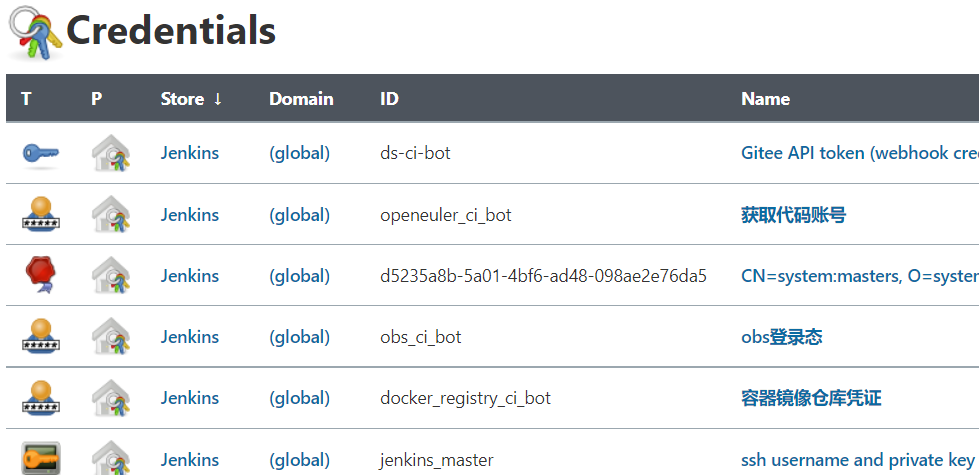 Credentials
T P Store ↓ Domain ID Name
Jenkins (global) ds-ci-bot Gitee API token (webhook
Jenkins (global) openeuler_ci_bot 获取代码账号
Jenkins (global) d5235a8b-5a01-4bf6-ad48-098ae2e76da5 CN=system:masters,
Jenkins (global) obs_ci_bot obs登录态
Jenkins (global) docker_registry_ci_bot 容器镜像仓库凭证
Jenkins (global) jenkins_master ssh username and private key